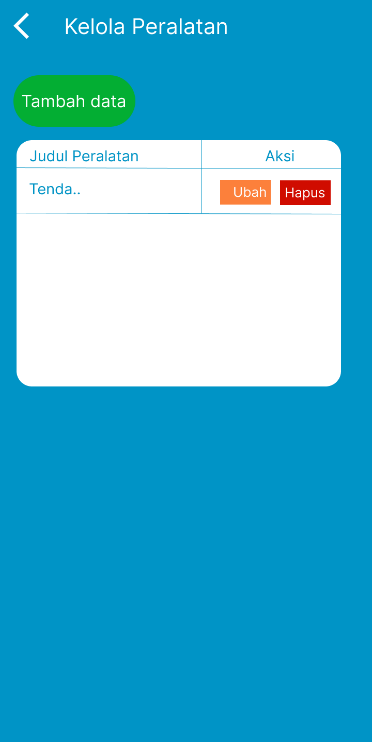 Kelola Peralatan
Tambah data
Judul Peralatan Aksi
Tenda.. Ubah Hapus